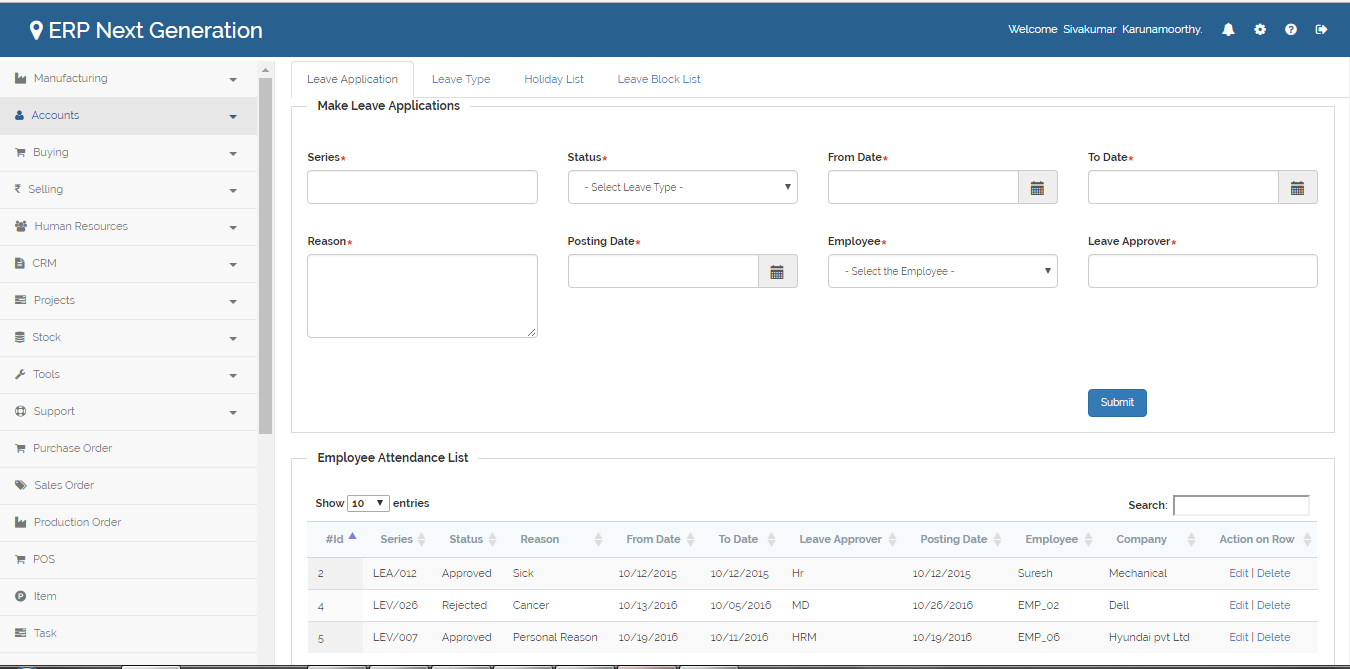 ERP Next Generation
Welcome Sivakumar Karunamoorthy.
Manufacturing
Accounts
Buying
Selling
Human Resources
CRM
Projects
Stock
Tools
Support
Purchase Order
Sales Order
Production Order
POS
Item
Task
Leave Application Leave Type Holiday List Leave Block List
Make Leave Applications
Series* Status* From Date* To Date*
- Select Leave Type -
Reason* Posting Date* Employee* Leave Approver*
- Select the Employee -
Submit
Employee Attendance List
Show 10 entries
Search:
#Id Series Status Reason From Date To Date Leave Approver Posting Date Employee Company Action on Row
2 LEA/012 Approved Sick 10/12/2015 10/12/2015 Hr 10/12/2015 Suresh Mechanical Edit | Delete
4 LEV/026 Rejected Cancer 10/13/2016 10/05/2016 MD 10/26/2016 EMP_02 Dell Edit | Delete
5 LEV/007 Approved Personal Reason 10/19/2016 10/11/2016 HRM 10/19/2016 EMP_06 Hyundai pvt Ltd Edit | Delete